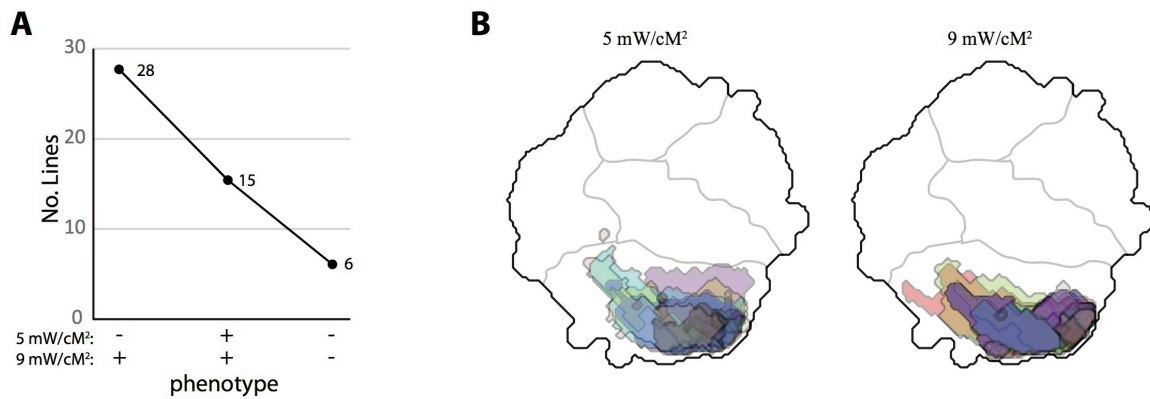 A
30
28
20
15
10
6
0
No. Lines
5 mW/cM²: - + -
9 mW/cM²: + + -
phenotype
B
5 mW/cM²
9 mW/cM²